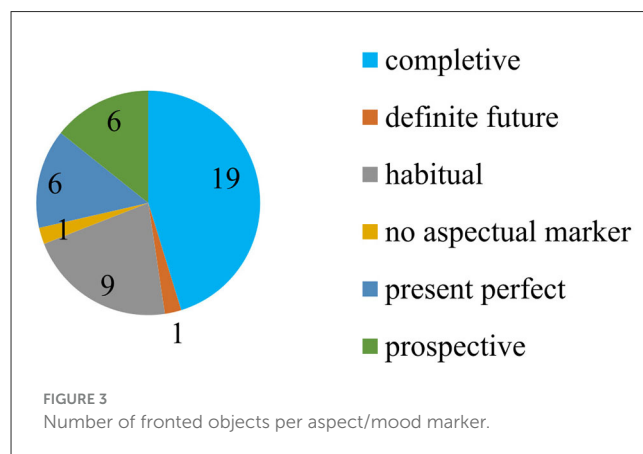 6
19
6
1
9
1
completive
definite future
habitual
no aspectual marker
present perfect
prospective
FIGURE 3
Number of fronted objects per aspect/mood marker.